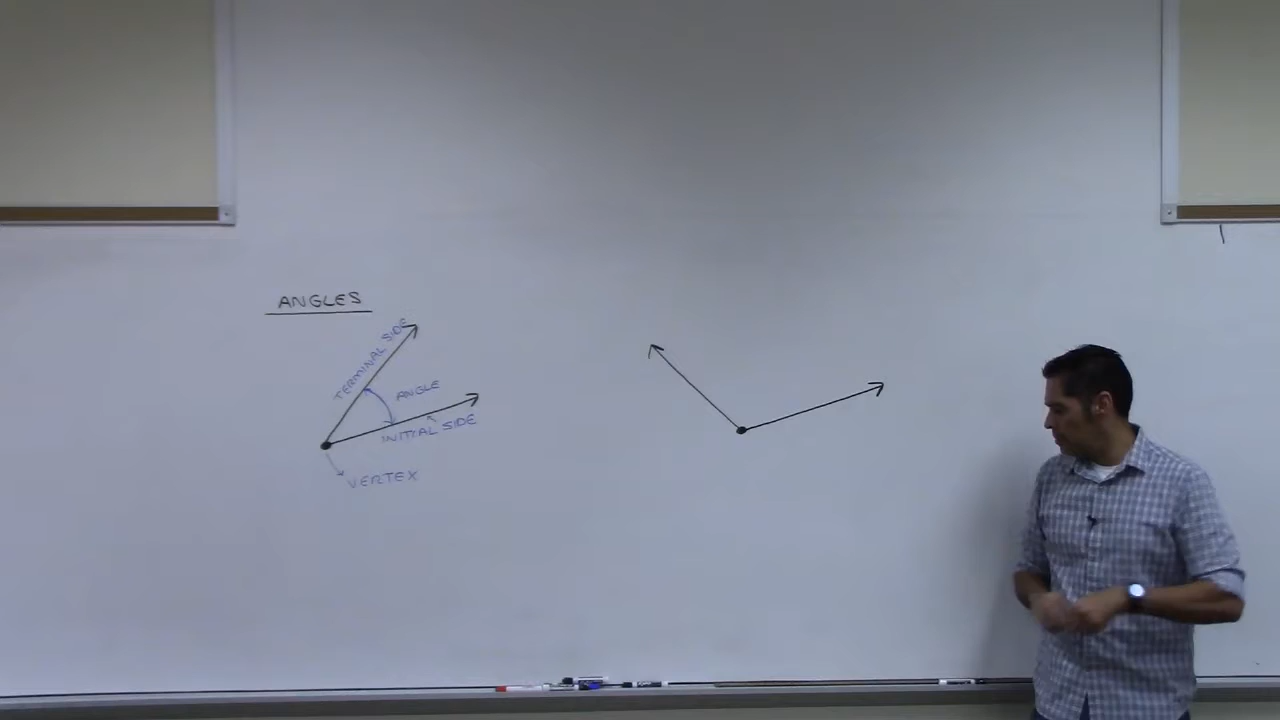 ANGLES
TERMINAL SIDE
ANGLE
INITIAL SIDE
VERTEX